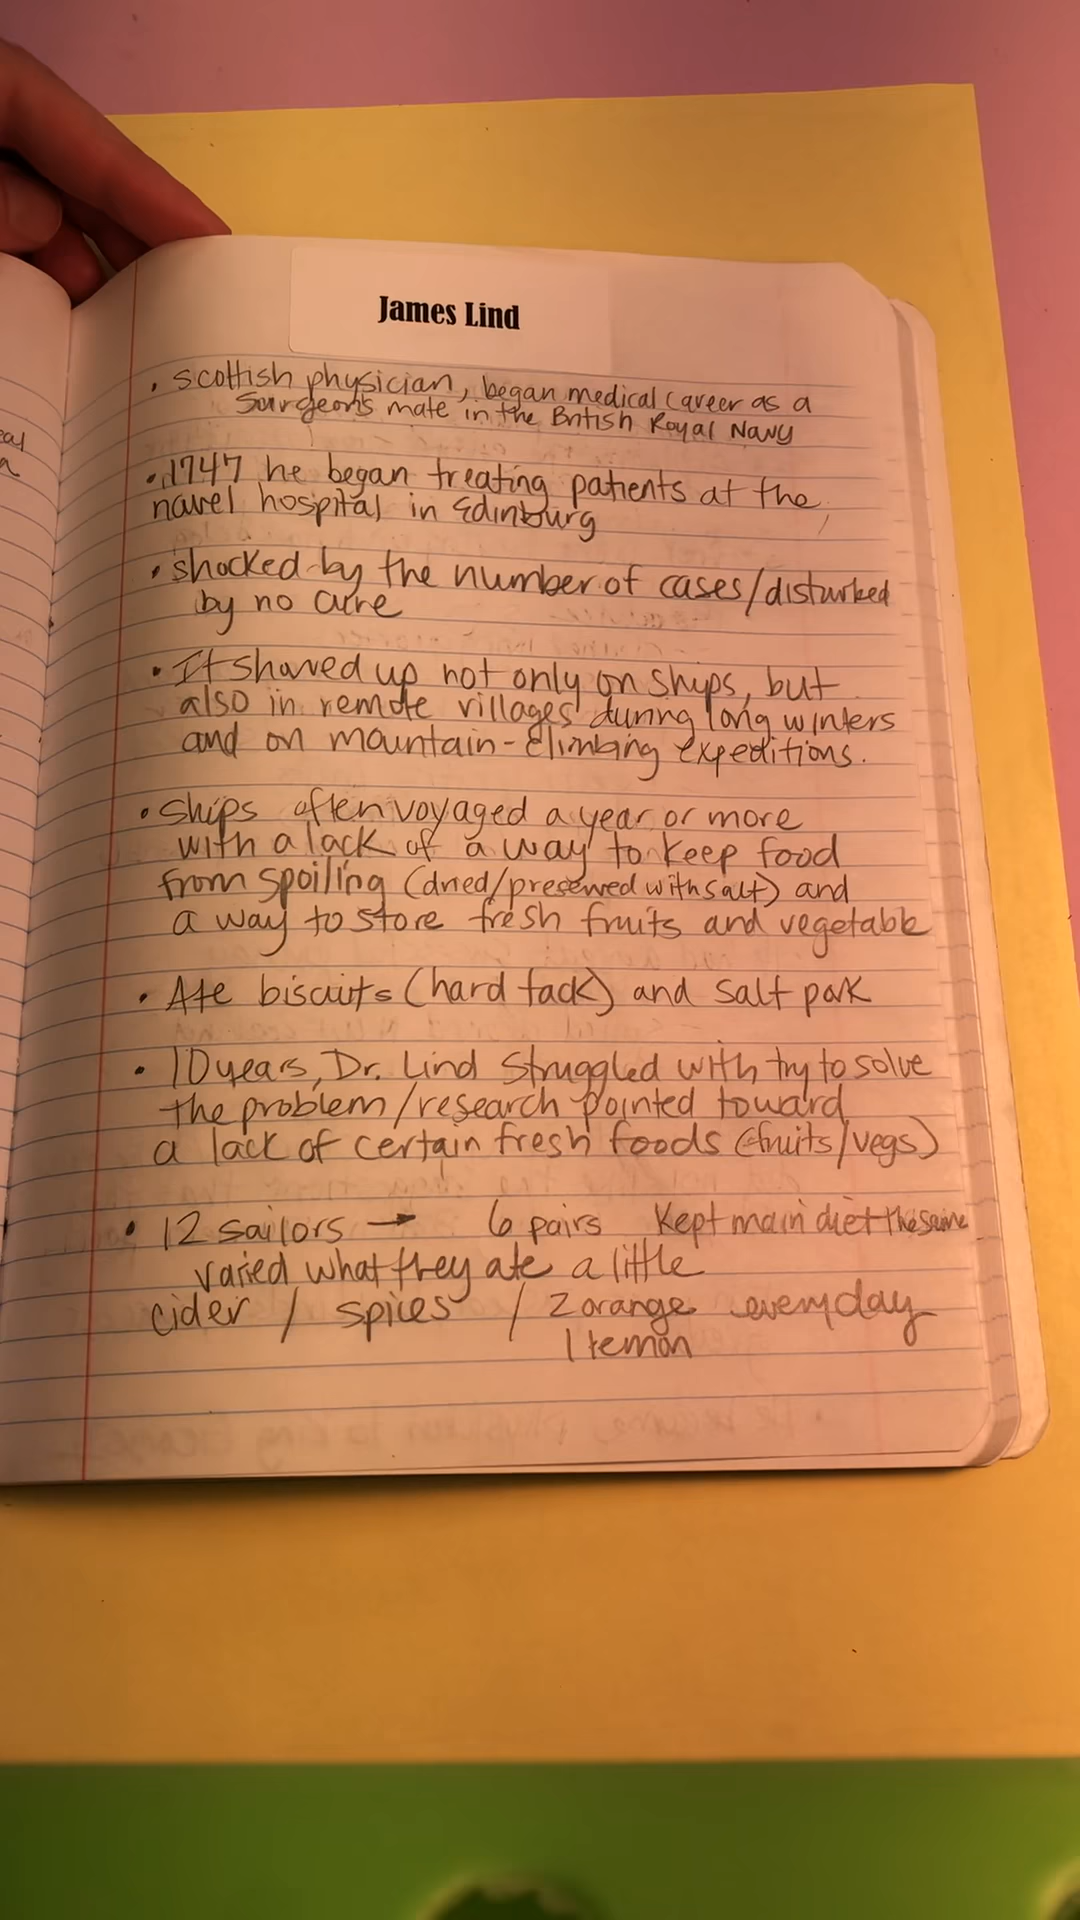 James Lind
• Scottish physician, began medical career as a
Surgeon's mate in the British Royal Navy
• 1747 he began treating patients at the
navel hospital in Edinburg
• shocked by the number of cases/disturbed
by no cure
• It showed up not only on ships, but
also in remote villages during long winters
and on mountain-climbing expeditions.
• ships often voyaged a year or more
with a lack of a way to keep food
from spoiling (dried/preserved with salt) and
a way to store fresh fruits and vegetable
• Ate biscuits (hard tack) and salt pork
• 10 years, Dr. Lind struggled with try to solve
the problem/research pointed toward
a lack of certain fresh foods (fruits/vegs)
• 12 sailors → 6 pairs Kept main diet the same
varied what they ate a little
cider / spices / 2 orange everyday
1 lemon